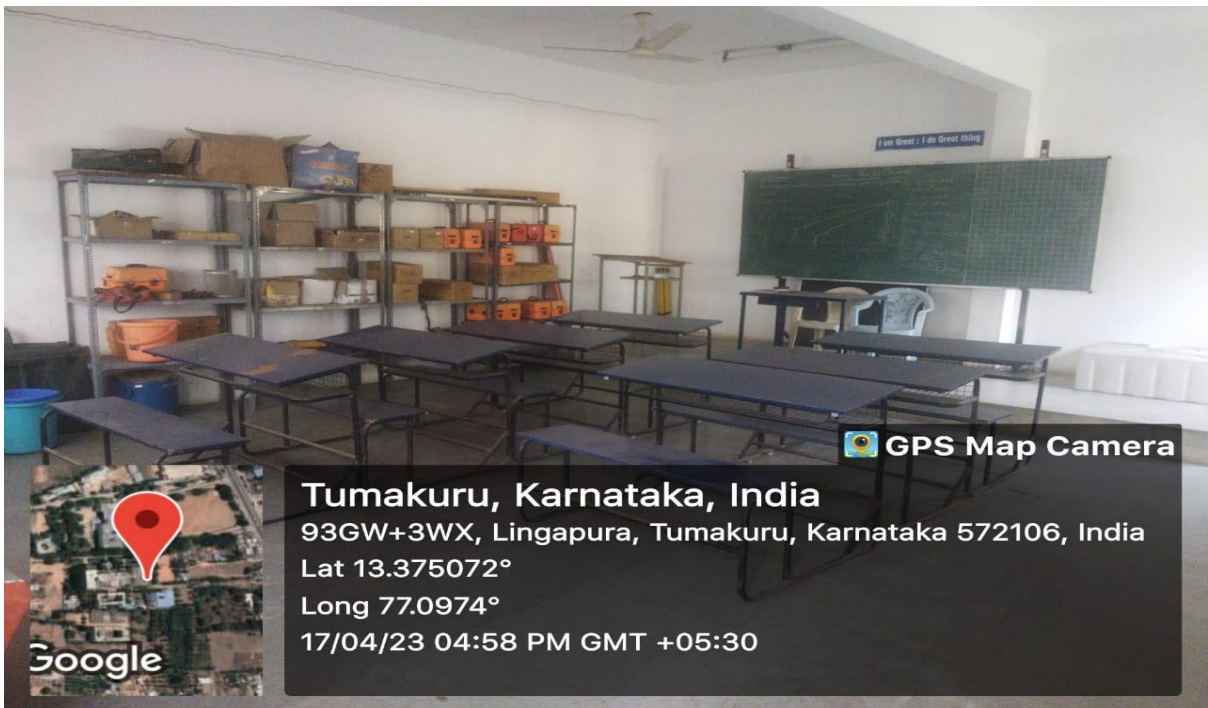 I am Great : I do Great thing
GPS Map Camera
Tumakuru, Karnataka, India
93GW+3WX, Lingapura, Tumakuru, Karnataka 572106, India
Lat 13.375072°
Long 77.0974°
17/04/23 04:58 PM GMT +05:30
Google